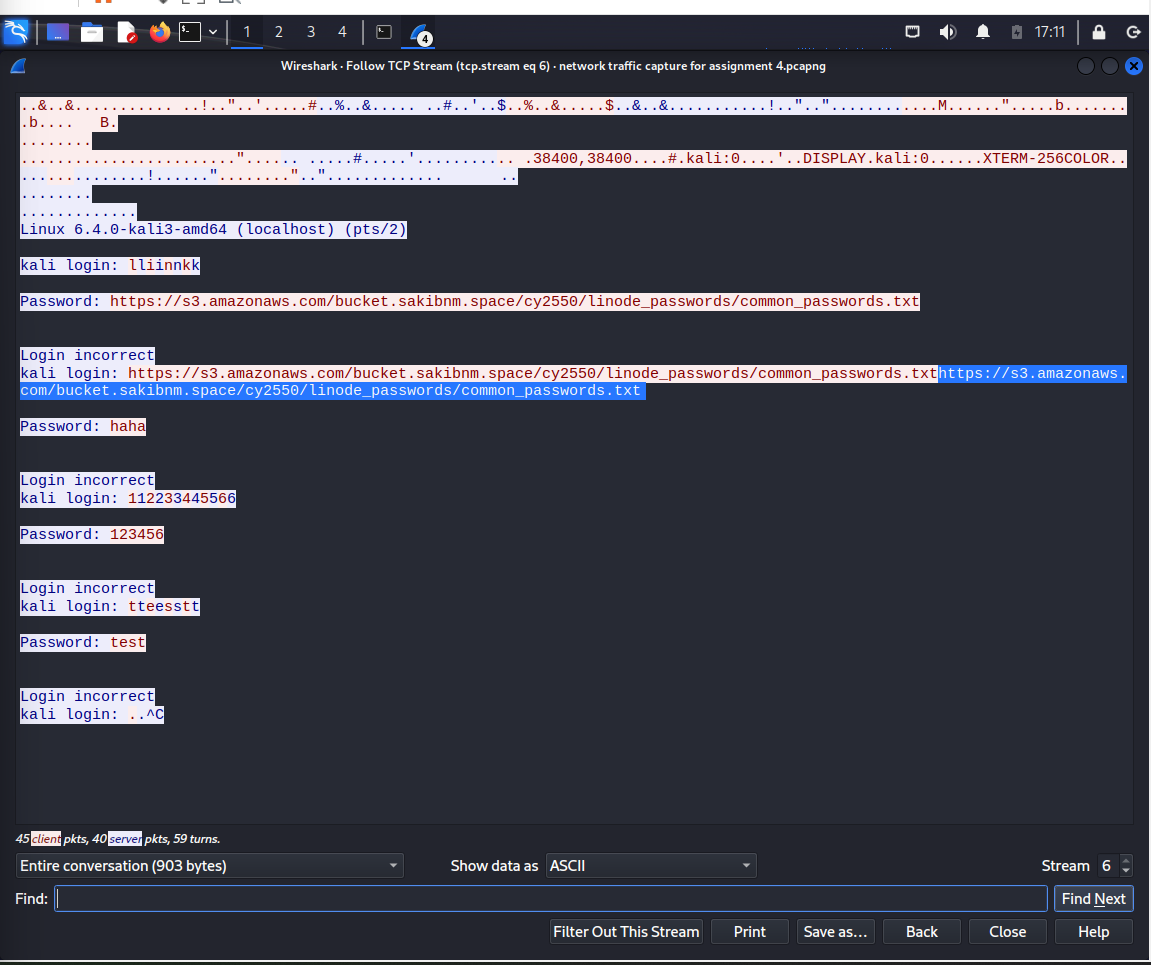 1 2 3 4 4 17:11
Wireshark · Follow TCP Stream (tcp.stream eq 6) · network traffic capture for assignment 4.pcapng
..&..&........... ..!.."..'.....#..%..&..... ..#..'..$..%..&.....$..&..&...........!..".."............M......".....b.......
.b.... B.
........
........................"....... .....#.....'........... .38400,38400....#.kali:0....'..DISPLAY.kali:0......XTERM-256COLOR..
..............!......"........".."............. ..
........
.............
Linux 6.4.0-kali3-amd64 (localhost) (pts/2)
kali login: lliinnkk
Password: https://s3.amazonaws.com/bucket.sakibnm.space/cy2550/linode_passwords/common_passwords.txt
Login incorrect
kali login: https://s3.amazonaws.com/bucket.sakibnm.space/cy2550/linode_passwords/common_passwords.txthttps://s3.amazonaws.
com/bucket.sakibnm.space/cy2550/linode_passwords/common_passwords.txt
Password: haha
Login incorrect
kali login: 112233445566
Password: 123456
Login incorrect
kali login: tteesstt
Password: test
Login incorrect
kali login: ..^C
45 client pkts, 40 server pkts, 59 turns.
Entire conversation (903 bytes) Show data as ASCII Stream 6
Find: Find Next
Filter Out This Stream Print Save as… Back Close Help